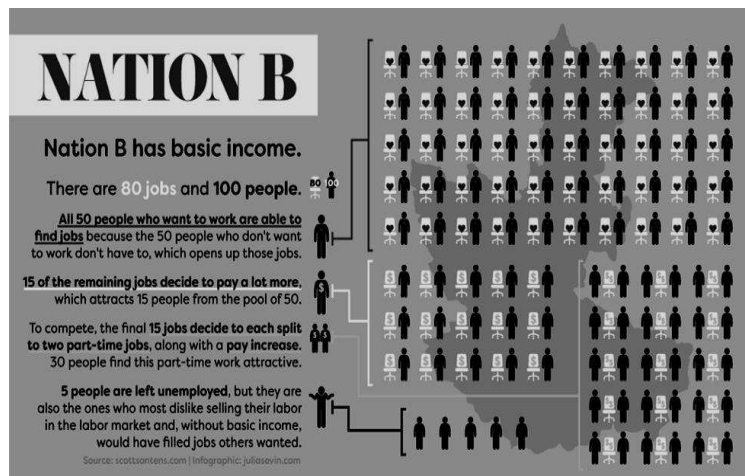 NATION B
Nation B has basic income.
There are 80 jobs and 100 people.
80 100
All 50 people who want to work are able to
find jobs because the 50 people who don't want
to work don't have to, which opens up those jobs.
15 of the remaining jobs decide to pay a lot more,
which attracts 15 people from the pool of 50.
To compete, the final 15 jobs decide to each split
to two part-time jobs, along with a pay increase.
30 people find this part-time work attractive.
5 people are left unemployed, but they are
also the ones who most dislike selling their labor
in the labor market and, without basic income,
would have filled jobs others wanted.
Source: scottsantens.com | Infographic: juliasevin.com